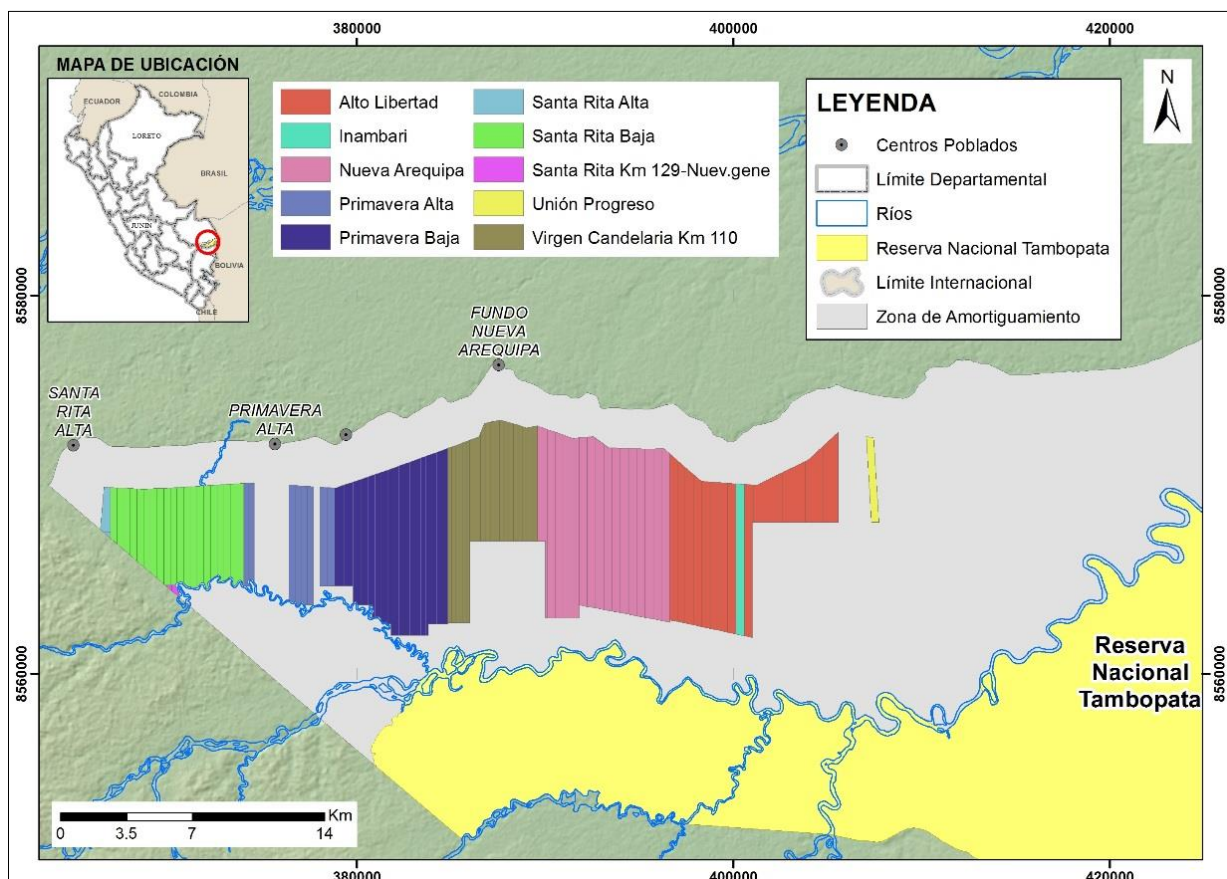 380000
400000
420000
MAPA DE UBICACIÓN
ECUADOR
COLOMBIA
LORETO
BRASIL
JUNIN
BOLIVIA
CHILE
Alto Libertad
Inambari
Nueva Arequipa
Primavera Alta
Primavera Baja
Santa Rita Alta
Santa Rita Baja
Santa Rita Km 129-Nuev.gene
Unión Progreso
Virgen Candelaria Km 110
LEYENDA
Centros Poblados
Límite Departamental
Ríos
Reserva Nacional Tambopata
Límite Internacional
Zona de Amortiguamiento
N
8580000
8580000
FUNDO
NUEVA
AREQUIPA
SANTA
RITA
ALTA
PRIMAVERA
ALTA
8560000
8560000
Reserva
Nacional
Tambopata
Km
0
3.5
7
14
380000
400000
420000